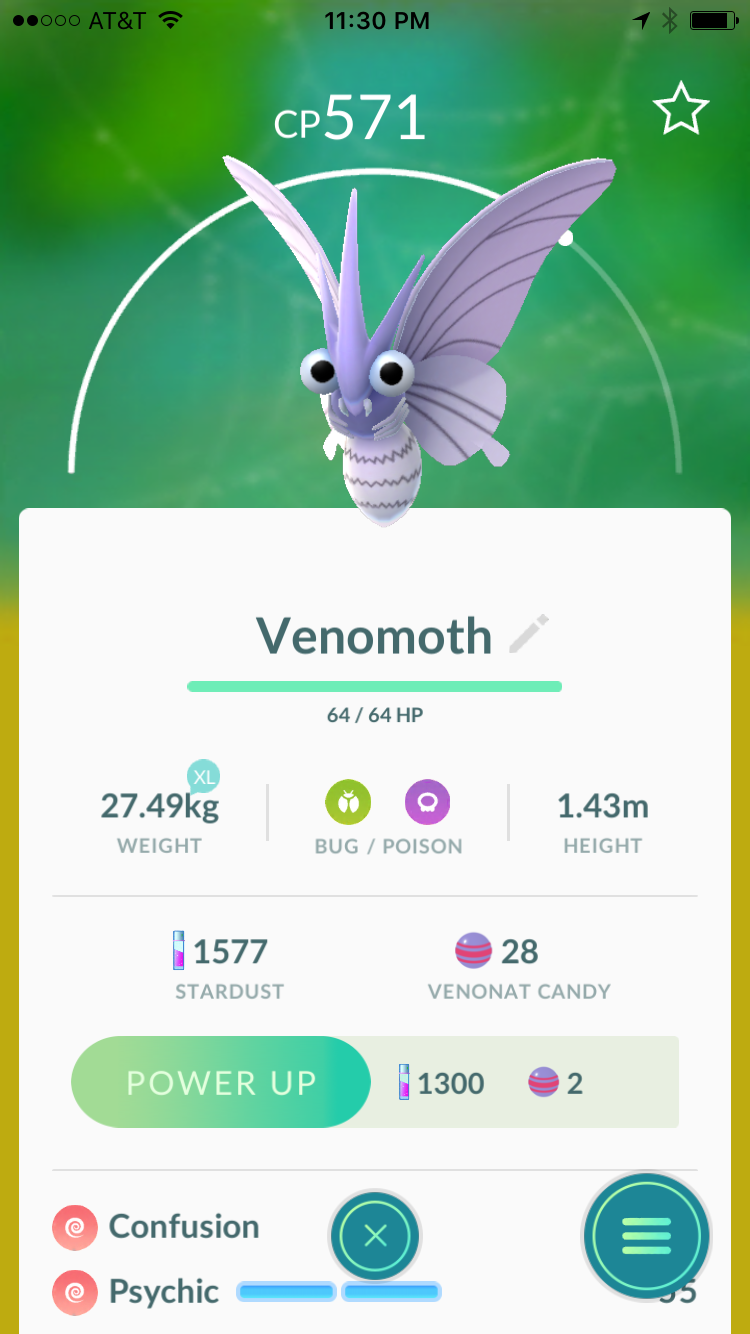 AT&T 11:30 PM
CP571
Venomoth
64 / 64 HP
XL
27.49kg 1.43m
WEIGHT BUG / POISON HEIGHT
1577 28
STARDUST VENONAT CANDY
POWER UP 1300 2
Confusion
Psychic